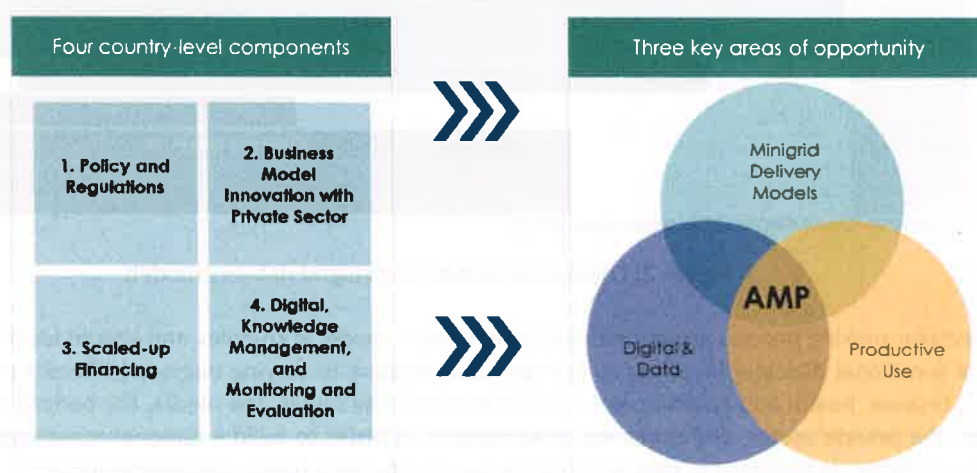 Four country-level components
Three key areas of opportunity
1. Policy and
Regulations
2. Business
Model
Innovation with
Private Sector
3. Scaled-up
Financing
4. Digital,
Knowledge
Management,
and
Monitoring and
Evaluation
Minigrid
Delivery
Models
AMP
Digital &
Data
Productive
Use